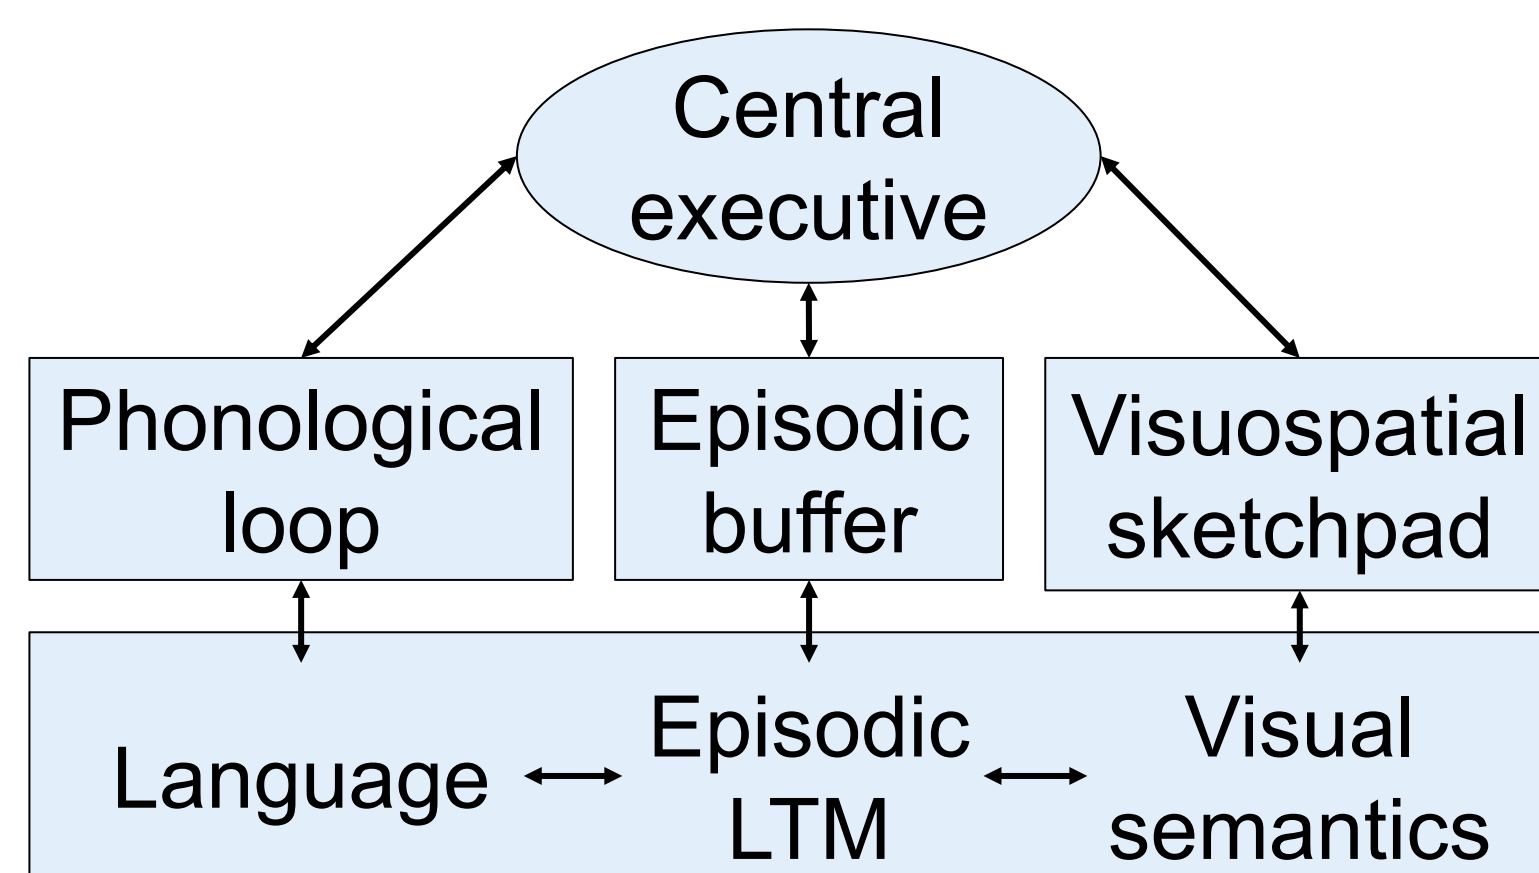 Central
executive
Phonological
loop
Episodic
buffer
Visuospatial
sketchpad
Language
Episodic
LTM
Visual
semantics